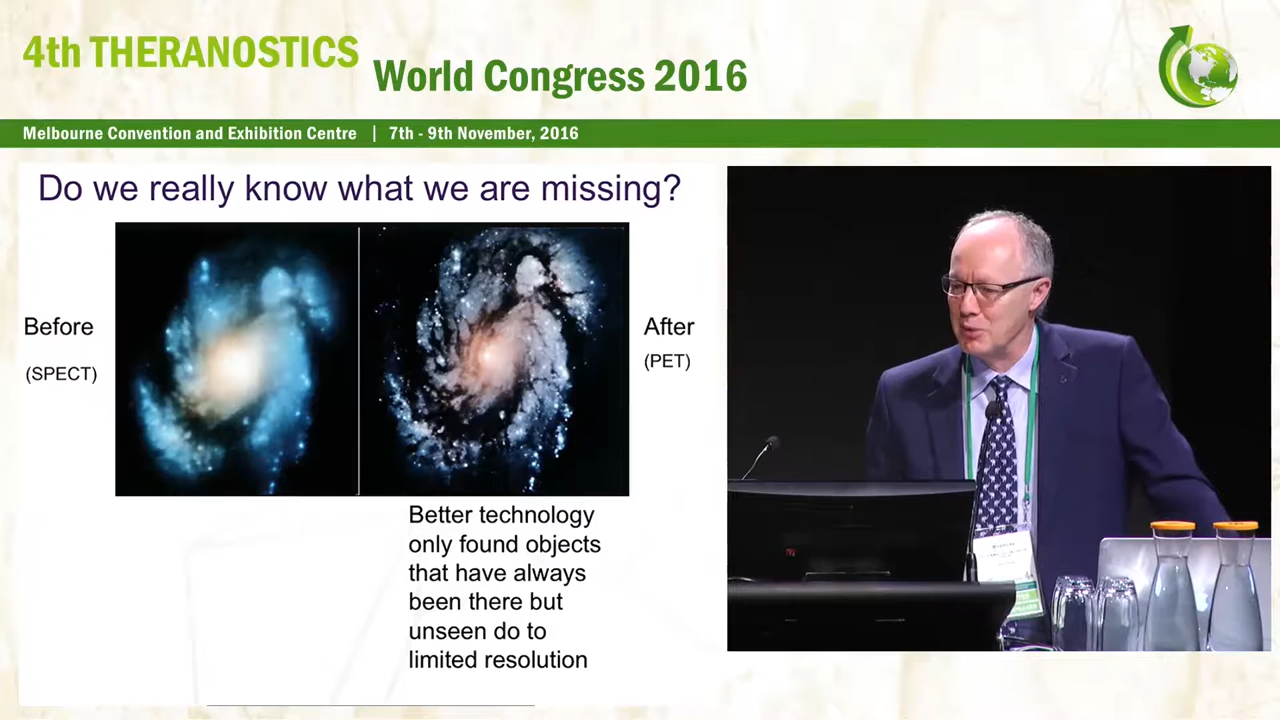 4th THERANOSTICS
World Congress 2016
Melbourne Convention and Exhibition Centre | 7th - 9th November, 2016
Do we really know what we are missing?
Before
(SPECT)
After
(PET)
Better technology
only found objects
that have always
been there but
unseen do to
limited resolution